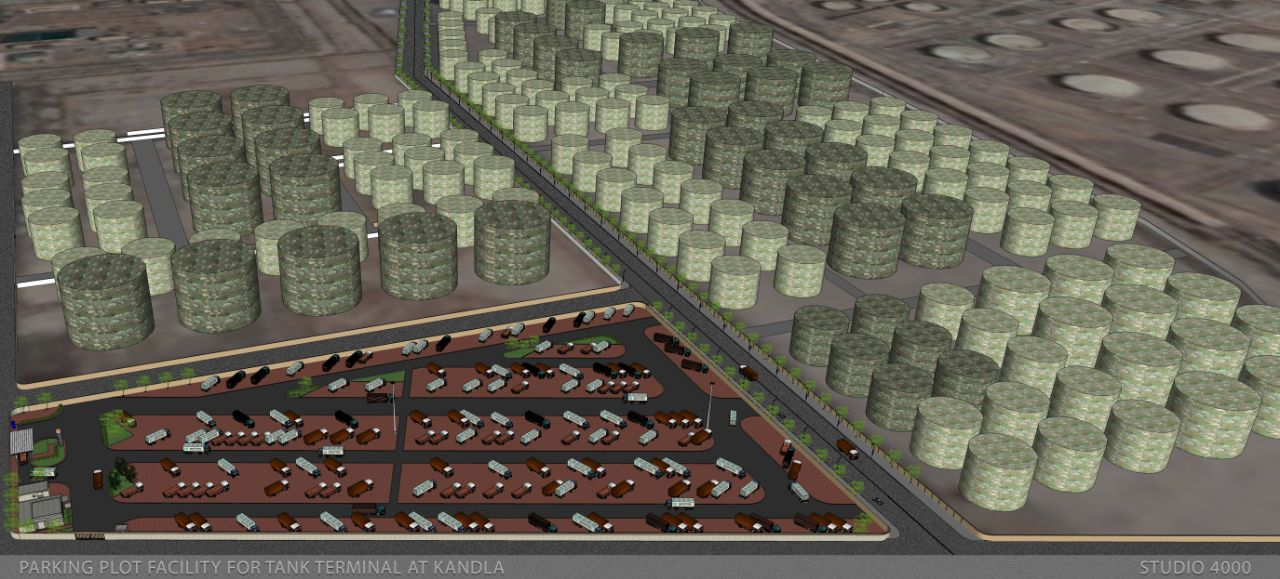 PARKING PLOT FACILITY FOR TANK TERMINAL AT KANDLA
STUDIO 4000